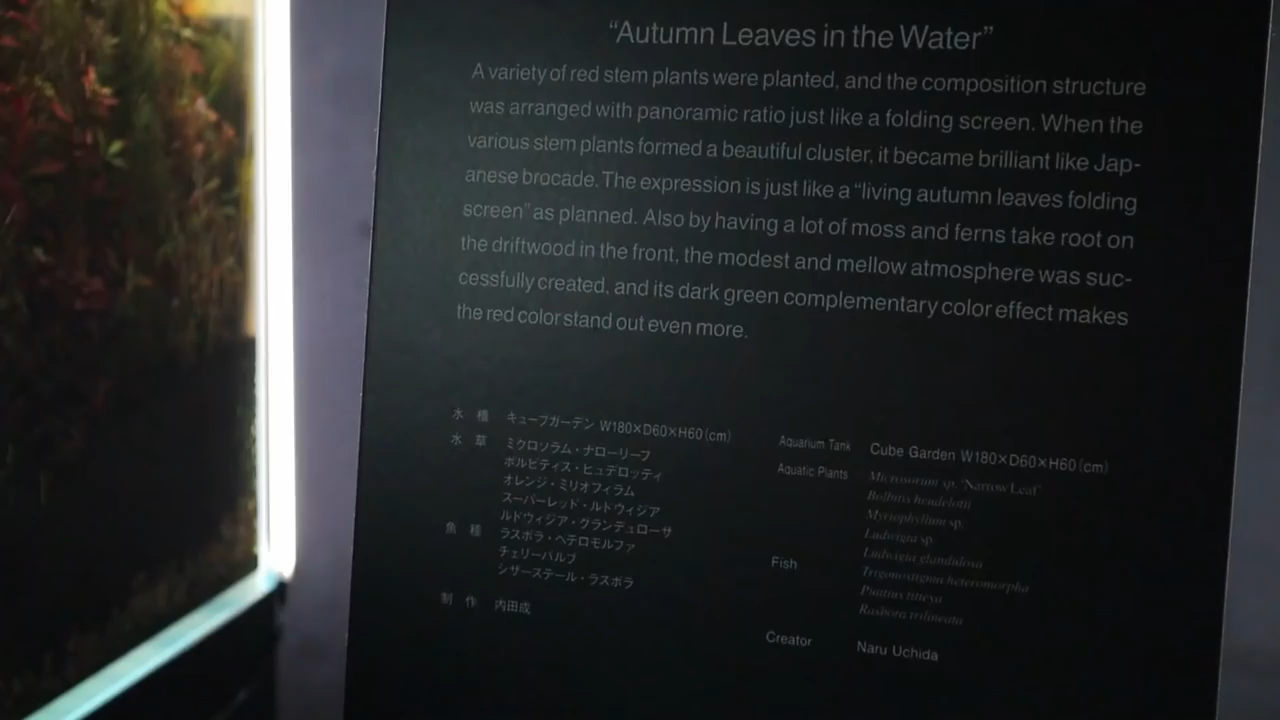 “Autumn Leaves in the Water”
A variety of red stem plants were planted, and the composition structure
was arranged with panoramic ratio just like a folding screen. When the
various stem plants formed a beautiful cluster, it became brilliant like Jap-
anese brocade. The expression is just like a “living autumn leaves folding
screen” as planned. Also by having a lot of moss and ferns take root on
the driftwood in the front, the modest and mellow atmosphere was suc-
cessfully created, and its dark green complementary color effect makes
the red color stand out even more.
水 槽 キューブガーデン W180×D60×H60(cm)
水 草 ミクロソラム・ナローリーフ
ボルビティス・ヒュデロッティ
オレンジ・ミリオフィラム
スーパーレッド・ルドウィジア
ルドウィジア・グランデュローサ
魚 種 ラスボラ・ヘテロモルファ
チェリーバルブ
シザーステール・ラスボラ
制 作 内田成
Aquarium Tank Cube Garden W180×D60×H60(cm)
Aquatic Plants Microsorum sp. ‘Narrow Leaf’
Bolbitis heudelotii
Myriophyllum sp.
Ludwigia sp.
Ludwigia glandulosa
Fish Trigonostigma heteromorpha
Puntius titteya
Rasbora trilineata
Creator Naru Uchida